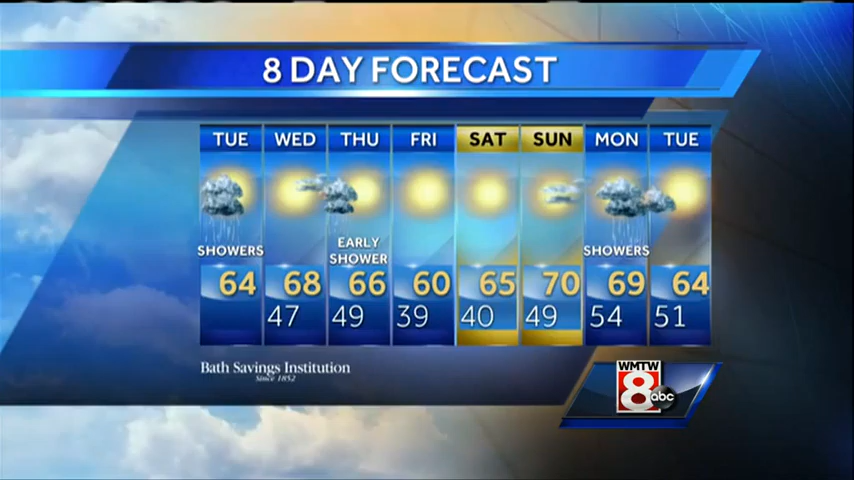 8 DAY FORECAST
TUE WED THU FRI SAT SUN MON TUE
SHOWERS EARLY SHOWER SHOWERS
64 68 66 60 65 70 69 64
47 49 39 40 49 54 51
Bath Savings Institution
Since 1852
WMTW
8 abc